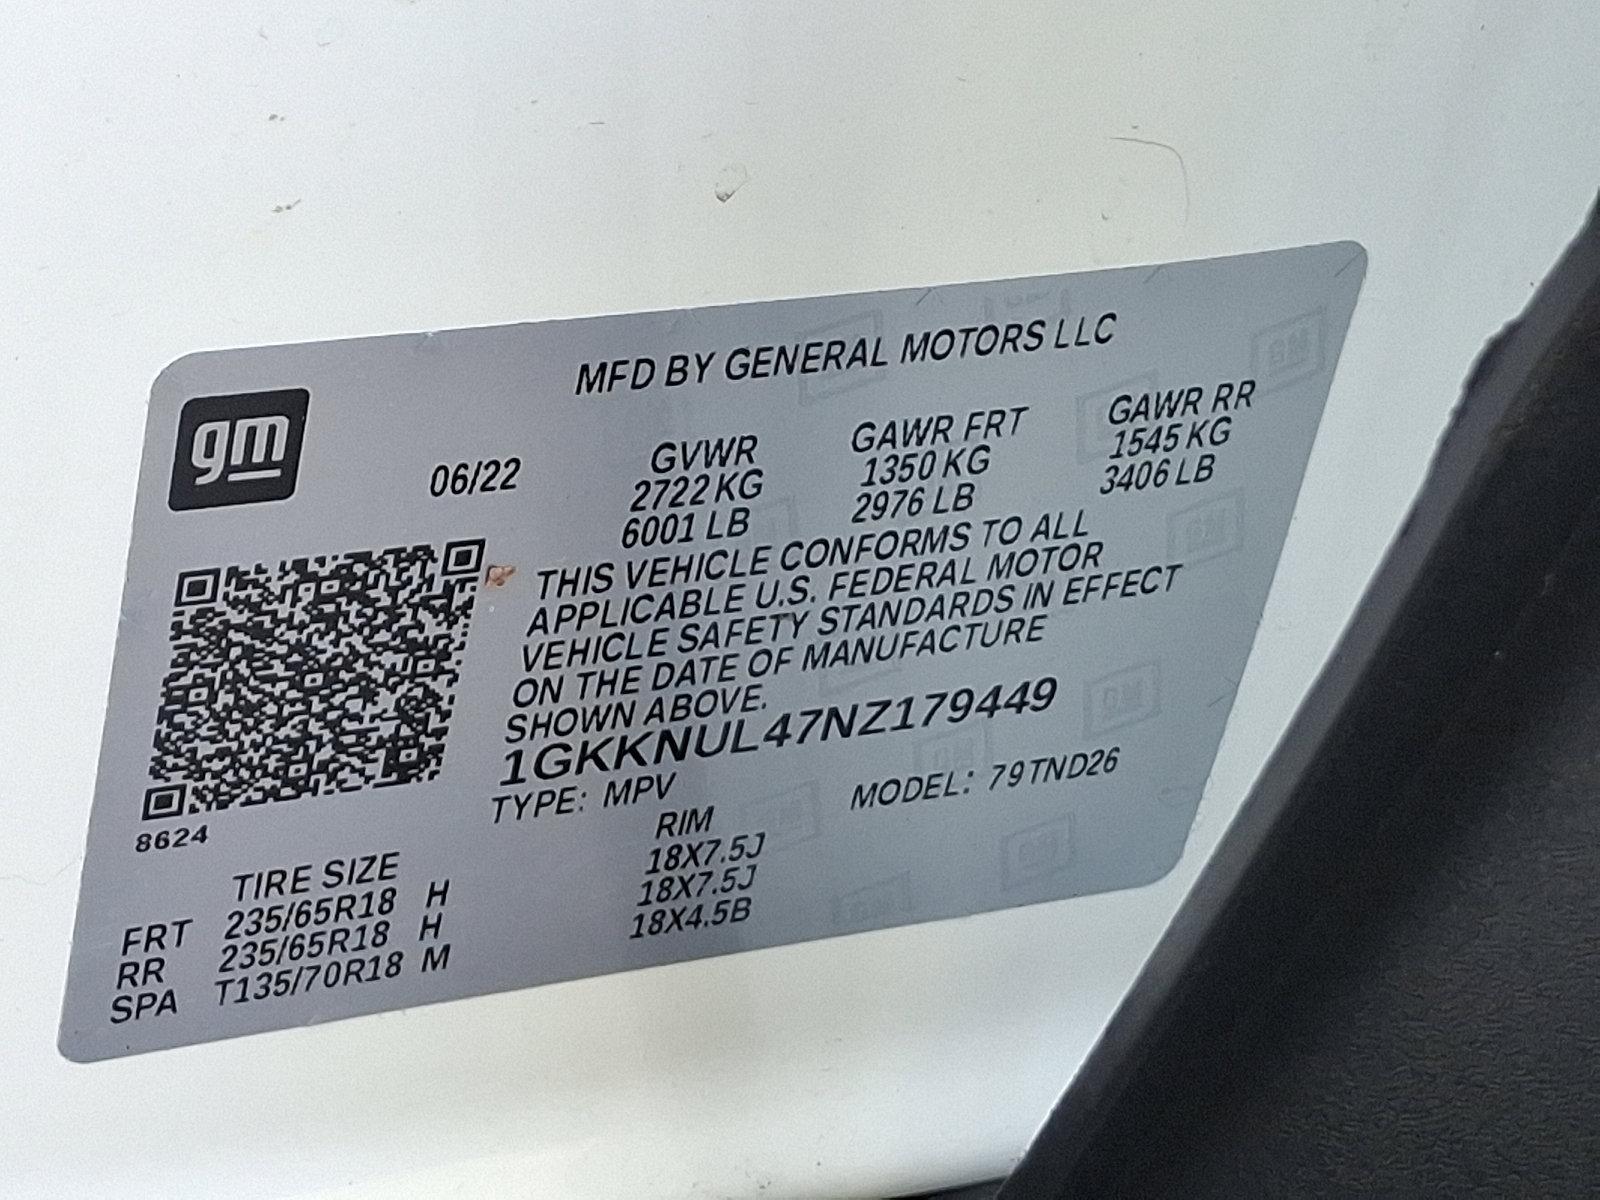 MFD BY GENERAL MOTORS LLC
gm
06/22
GVWR GAWR FRT GAWR RR
2722 KG 1350 KG 1545 KG
6001 LB 2976 LB 3406 LB
THIS VEHICLE CONFORMS TO ALL
APPLICABLE U.S. FEDERAL MOTOR
VEHICLE SAFETY STANDARDS IN EFFECT
ON THE DATE OF MANUFACTURE
SHOWN ABOVE.
1GKKNUL47NZ179449
TYPE: MPV MODEL: 79TND26
8624
TIRE SIZE RIM
FRT 235/65R18 H 18X7.5J
RR 235/65R18 H 18X7.5J
SPA T135/70R18 M 18X4.5B